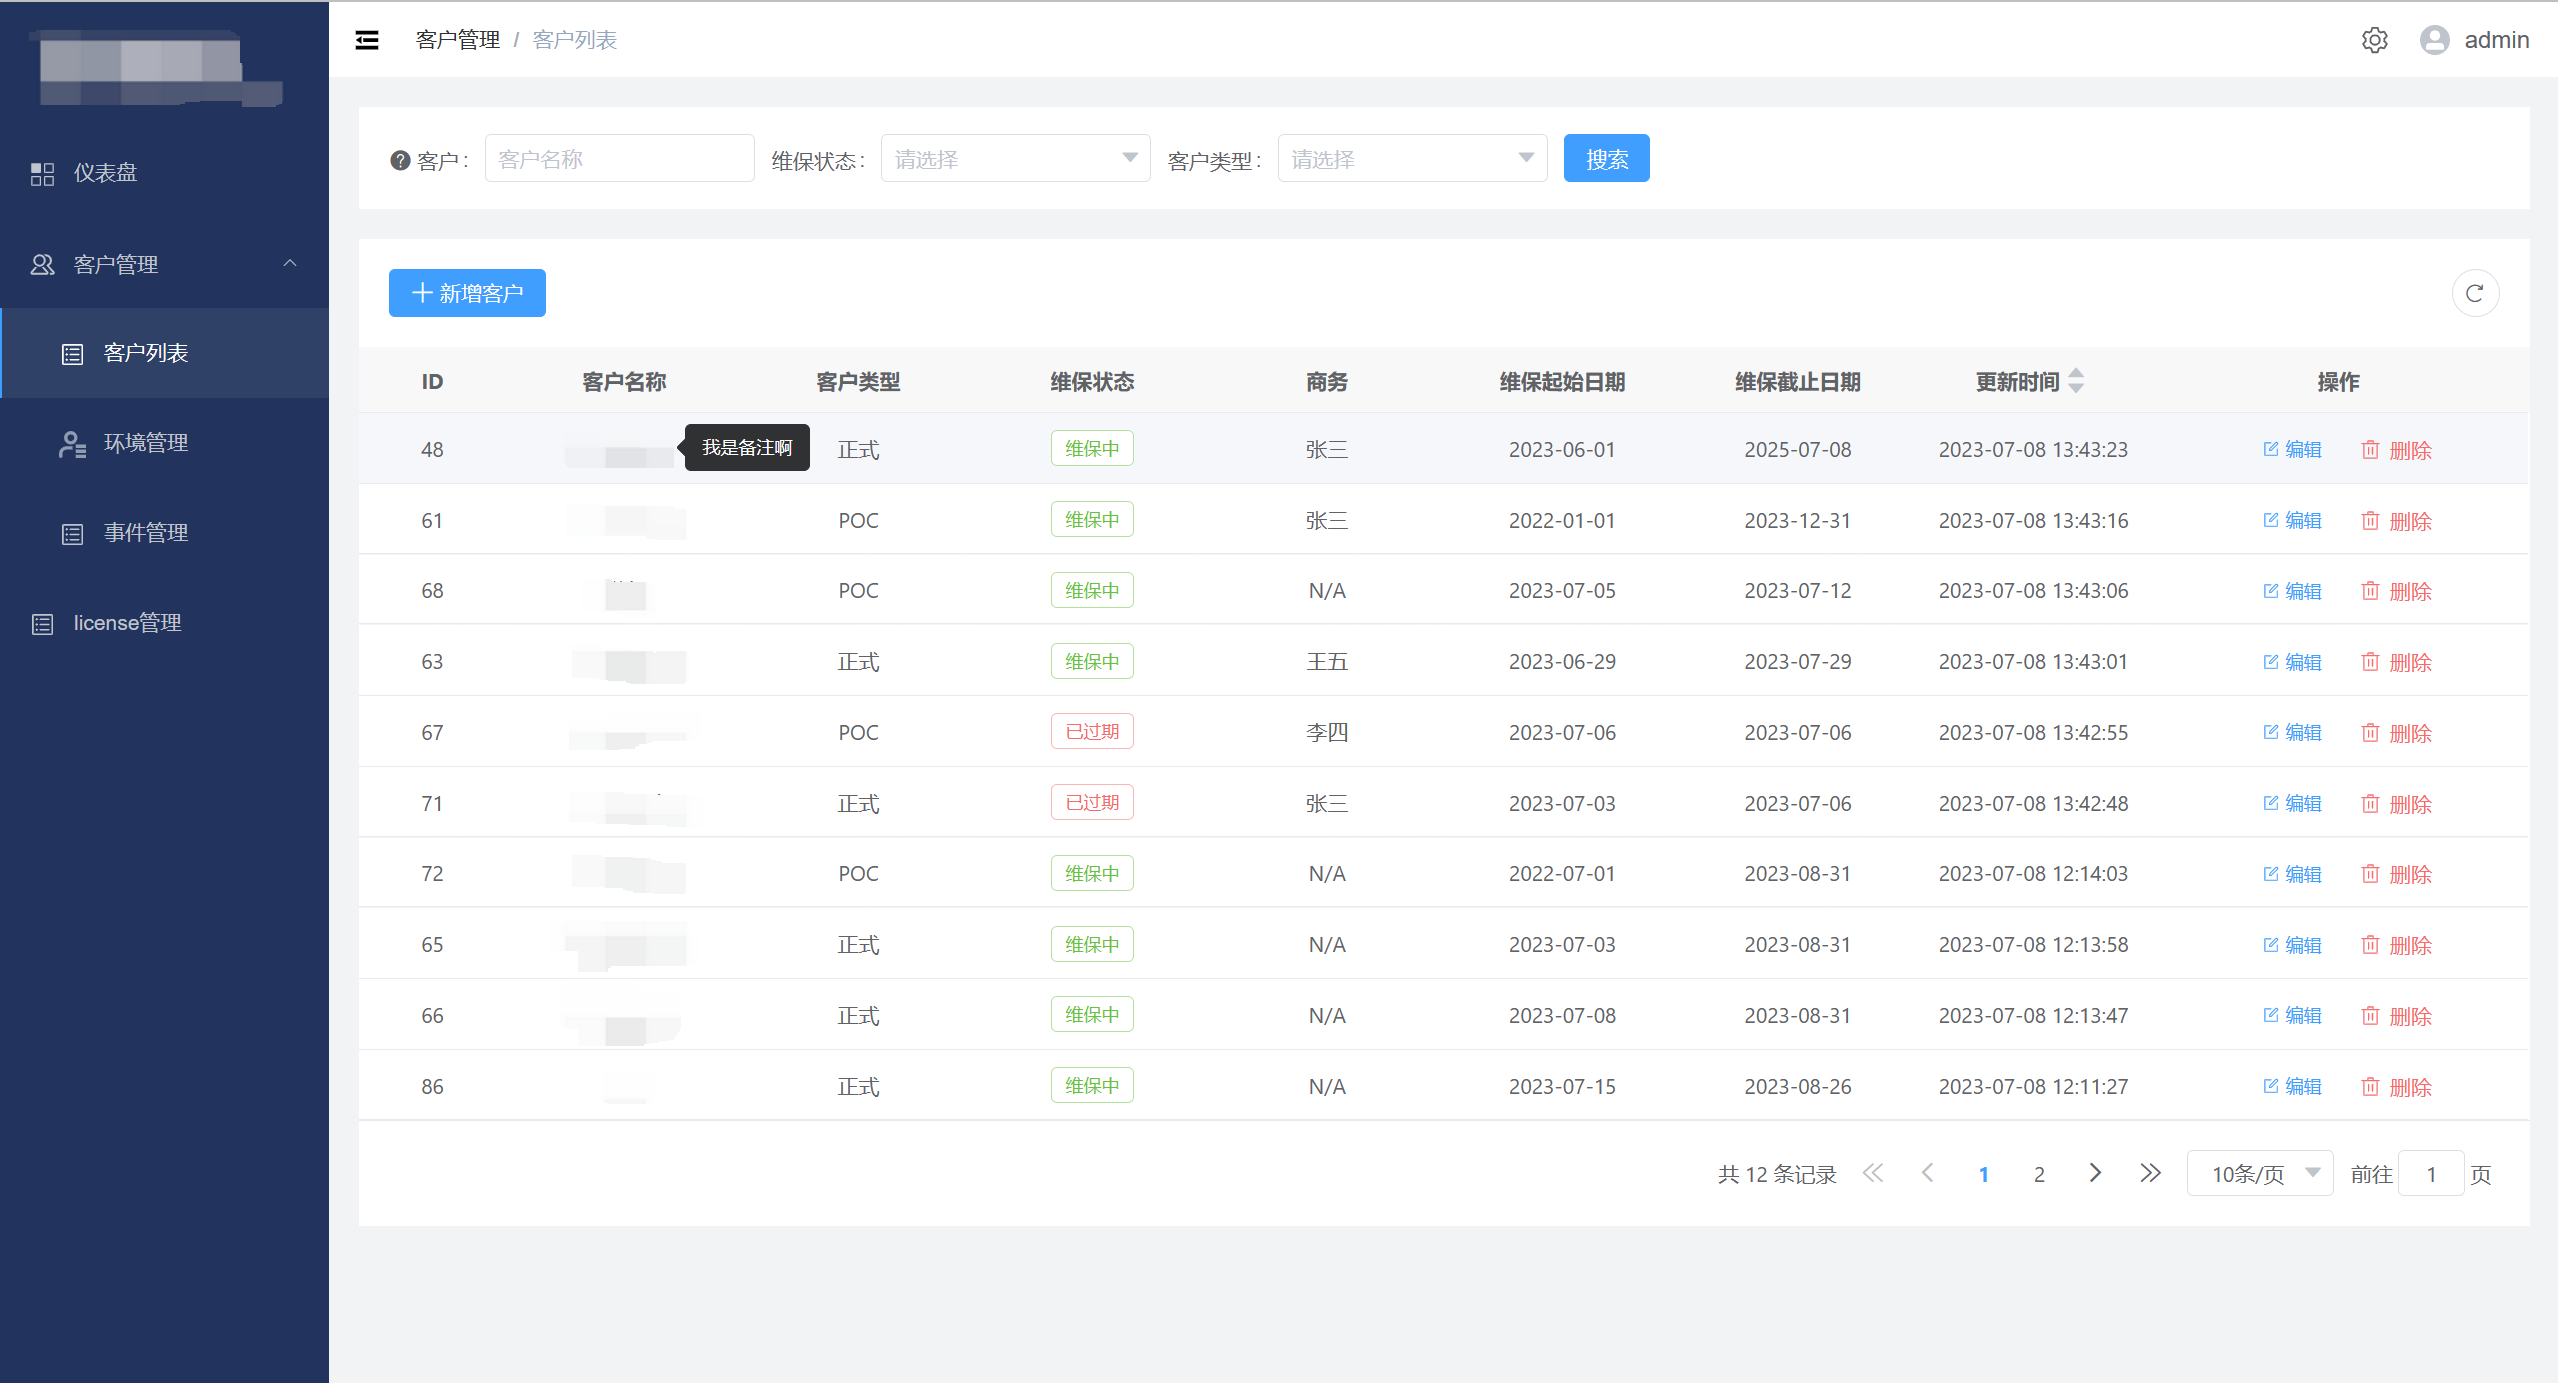 客户管理 / 客户列表
admin
仪表盘
客户管理
客户列表
环境管理
事件管理
license管理
客户 : 客户名称 维保状态 : 请选择 客户类型 : 请选择 搜索
新增客户
ID 客户名称 客户类型 维保状态 商务 维保起始日期 维保截止日期 更新时间 操作
48 我是备注啊 正式 维保中 张三 2023-06-01 2025-07-08 2023-07-08 13:43:23 编辑 删除
61 POC 维保中 张三 2022-01-01 2023-12-31 2023-07-08 13:43:16 编辑 删除
68 POC 维保中 N/A 2023-07-05 2023-07-12 2023-07-08 13:43:06 编辑 删除
63 正式 维保中 王五 2023-06-29 2023-07-29 2023-07-08 13:43:01 编辑 删除
67 POC 已过期 李四 2023-07-06 2023-07-06 2023-07-08 13:42:55 编辑 删除
71 正式 已过期 张三 2023-07-03 2023-07-06 2023-07-08 13:42:48 编辑 删除
72 POC 维保中 N/A 2022-07-01 2023-08-31 2023-07-08 12:14:03 编辑 删除
65 正式 维保中 N/A 2023-07-03 2023-08-31 2023-07-08 12:13:58 编辑 删除
66 正式 维保中 N/A 2023-07-08 2023-08-31 2023-07-08 12:13:47 编辑 删除
86 正式 维保中 N/A 2023-07-15 2023-08-26 2023-07-08 12:11:27 编辑 删除
共 12 条记录 1 2 10条/页 前往 1 页